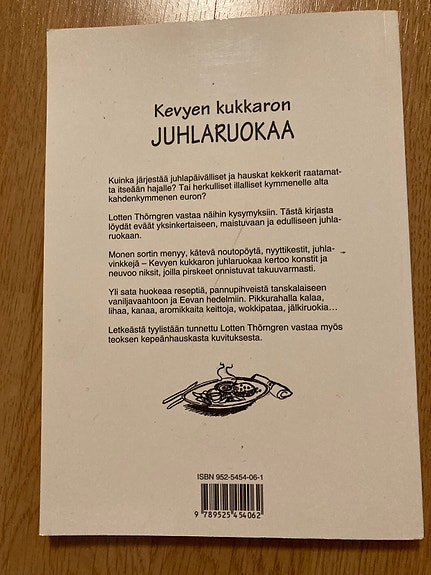 Kevyen kukkaron
JUHLARUOKAA
Kuinka järjestää juhlapäivälliset ja hauskat kekkerit raatamat-
ta itseään hajalle? Tai herkulliset illalliset kymmenelle alta
kahdenkymmenen euron?
Lotten Thörngren vastaa näihin kysymyksiin. Tästä kirjasta
löydät eväät yksinkertaiseen, maistuvaan ja edulliseen juhla-
ruokaan.
Monen sortin menyy, kätevä noutopöytä, nyyttikestit, juhla-
vinkkejä – Kevyen kukkaron juhlaruokaa kertoo konstit ja
neuvoo niksit, joilla pirskeet onnistuvat takuuvarmasti.
Yli sata huokeaa reseptiä, pannupihveistä tanskalaiseen
vaniljavaahtoon ja Eevan hedelmiin. Pikkurahalla kalaa,
lihaa, kanaa, aromikkaita keittoja, wokkipataa, jälkiruokia...
Letkeästä tyylistään tunnettu Lotten Thörngren vastaa myös
teoksen kepeänhauskasta kuvituksesta.
ISBN 952-5454-06-1
9 789525 454062